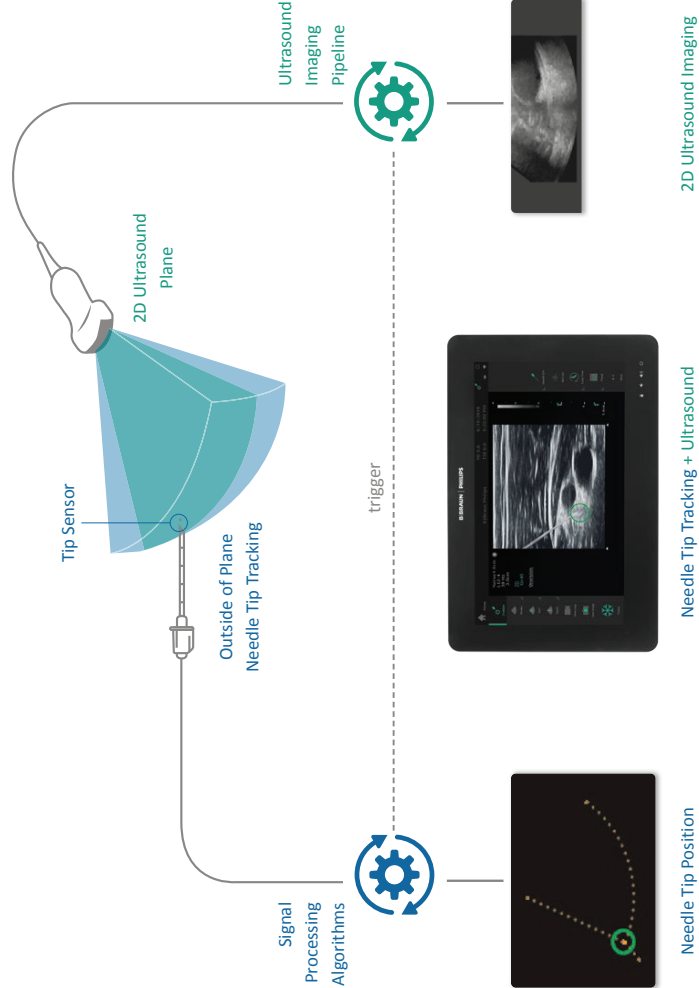 Tip Sensor
2D Ultrasound
Plane
Outside of Plane
Needle Tip Tracking
Signal
Processing
Algorithms
trigger
Ultrasound
Imaging
Pipeline
B BRAUN | PHILIPS
Needle Tip Position
Needle Tip Tracking + Ultrasound
2D Ultrasound Imaging